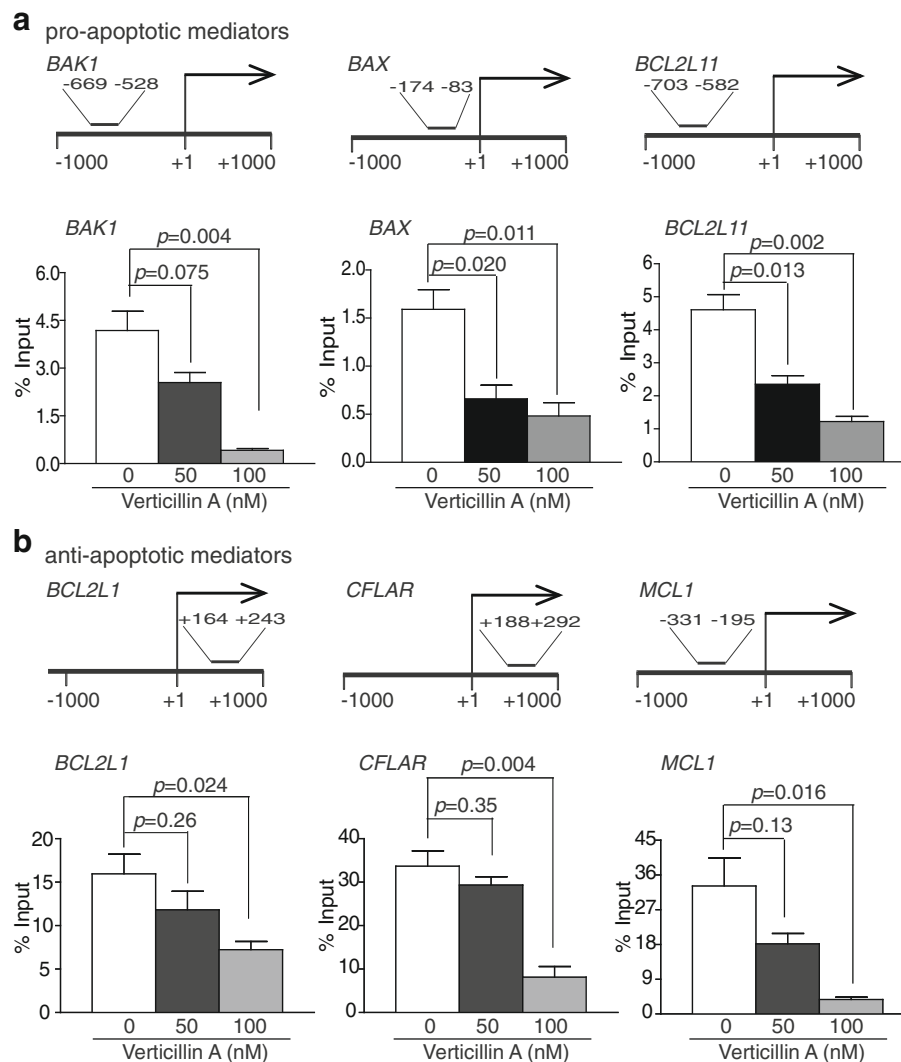 a pro-apoptotic mediators
BAK1 BAX BCL2L11
-669 -528 -174 -83 -703 -582
-1000 +1 +1000 -1000 +1 +1000 -1000 +1 +1000
BAK1
p=0.004
p=0.075
% Input
6.0
4.5
3.0
1.5
0.0
0 50 100
Verticillin A (nM)
BAX
p=0.011
p=0.020
% Input
2.0
1.5
1.0
0.5
0.0
0 50 100
Verticillin A (nM)
BCL2L11
p=0.002
p=0.013
% Input
6
5
4
3
2
1
0
0 50 100
Verticillin A (nM)
b anti-apoptotic mediators
BCL2L1 CFLAR MCL1
+164 +243 +188+292 -331 -195
-1000 +1 +1000 -1000 +1 +1000 -1000 +1 +1000
BCL2L1
p=0.024
p=0.26
% Input
20
15
10
5
0
0 50 100
Verticillin A (nM)
CFLAR
p=0.004
p=0.35
% Input
40
30
20
10
0
0 50 100
Verticillin A (nM)
MCL1
p=0.016
p=0.13
% Input
45
36
27
18
9
0
0 50 100
Verticillin A (nM)